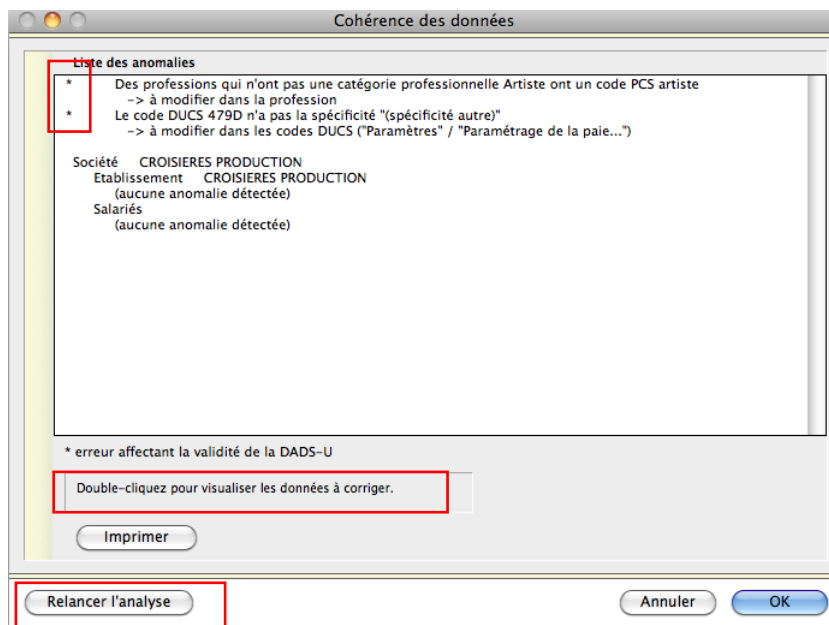 Cohérence des données
Liste des anomalies
* Des professions qui n'ont pas une catégorie professionnelle Artiste ont un code PCS artiste
-> à modifier dans la profession
* Le code DUCS 479D n'a pas la spécificité "(spécificité autre)"
-> à modifier dans les codes DUCS ("Paramètres" / "Paramétrage de la paie...")
Société CROISIERES PRODUCTION
Etablissement CROISIERES PRODUCTION
(aucune anomalie détectée)
Salariés
(aucune anomalie détectée)
* erreur affectant la validité de la DADS-U
Double-cliquez pour visualiser les données à corriger.
Imprimer
Relancer l'analyse Annuler OK